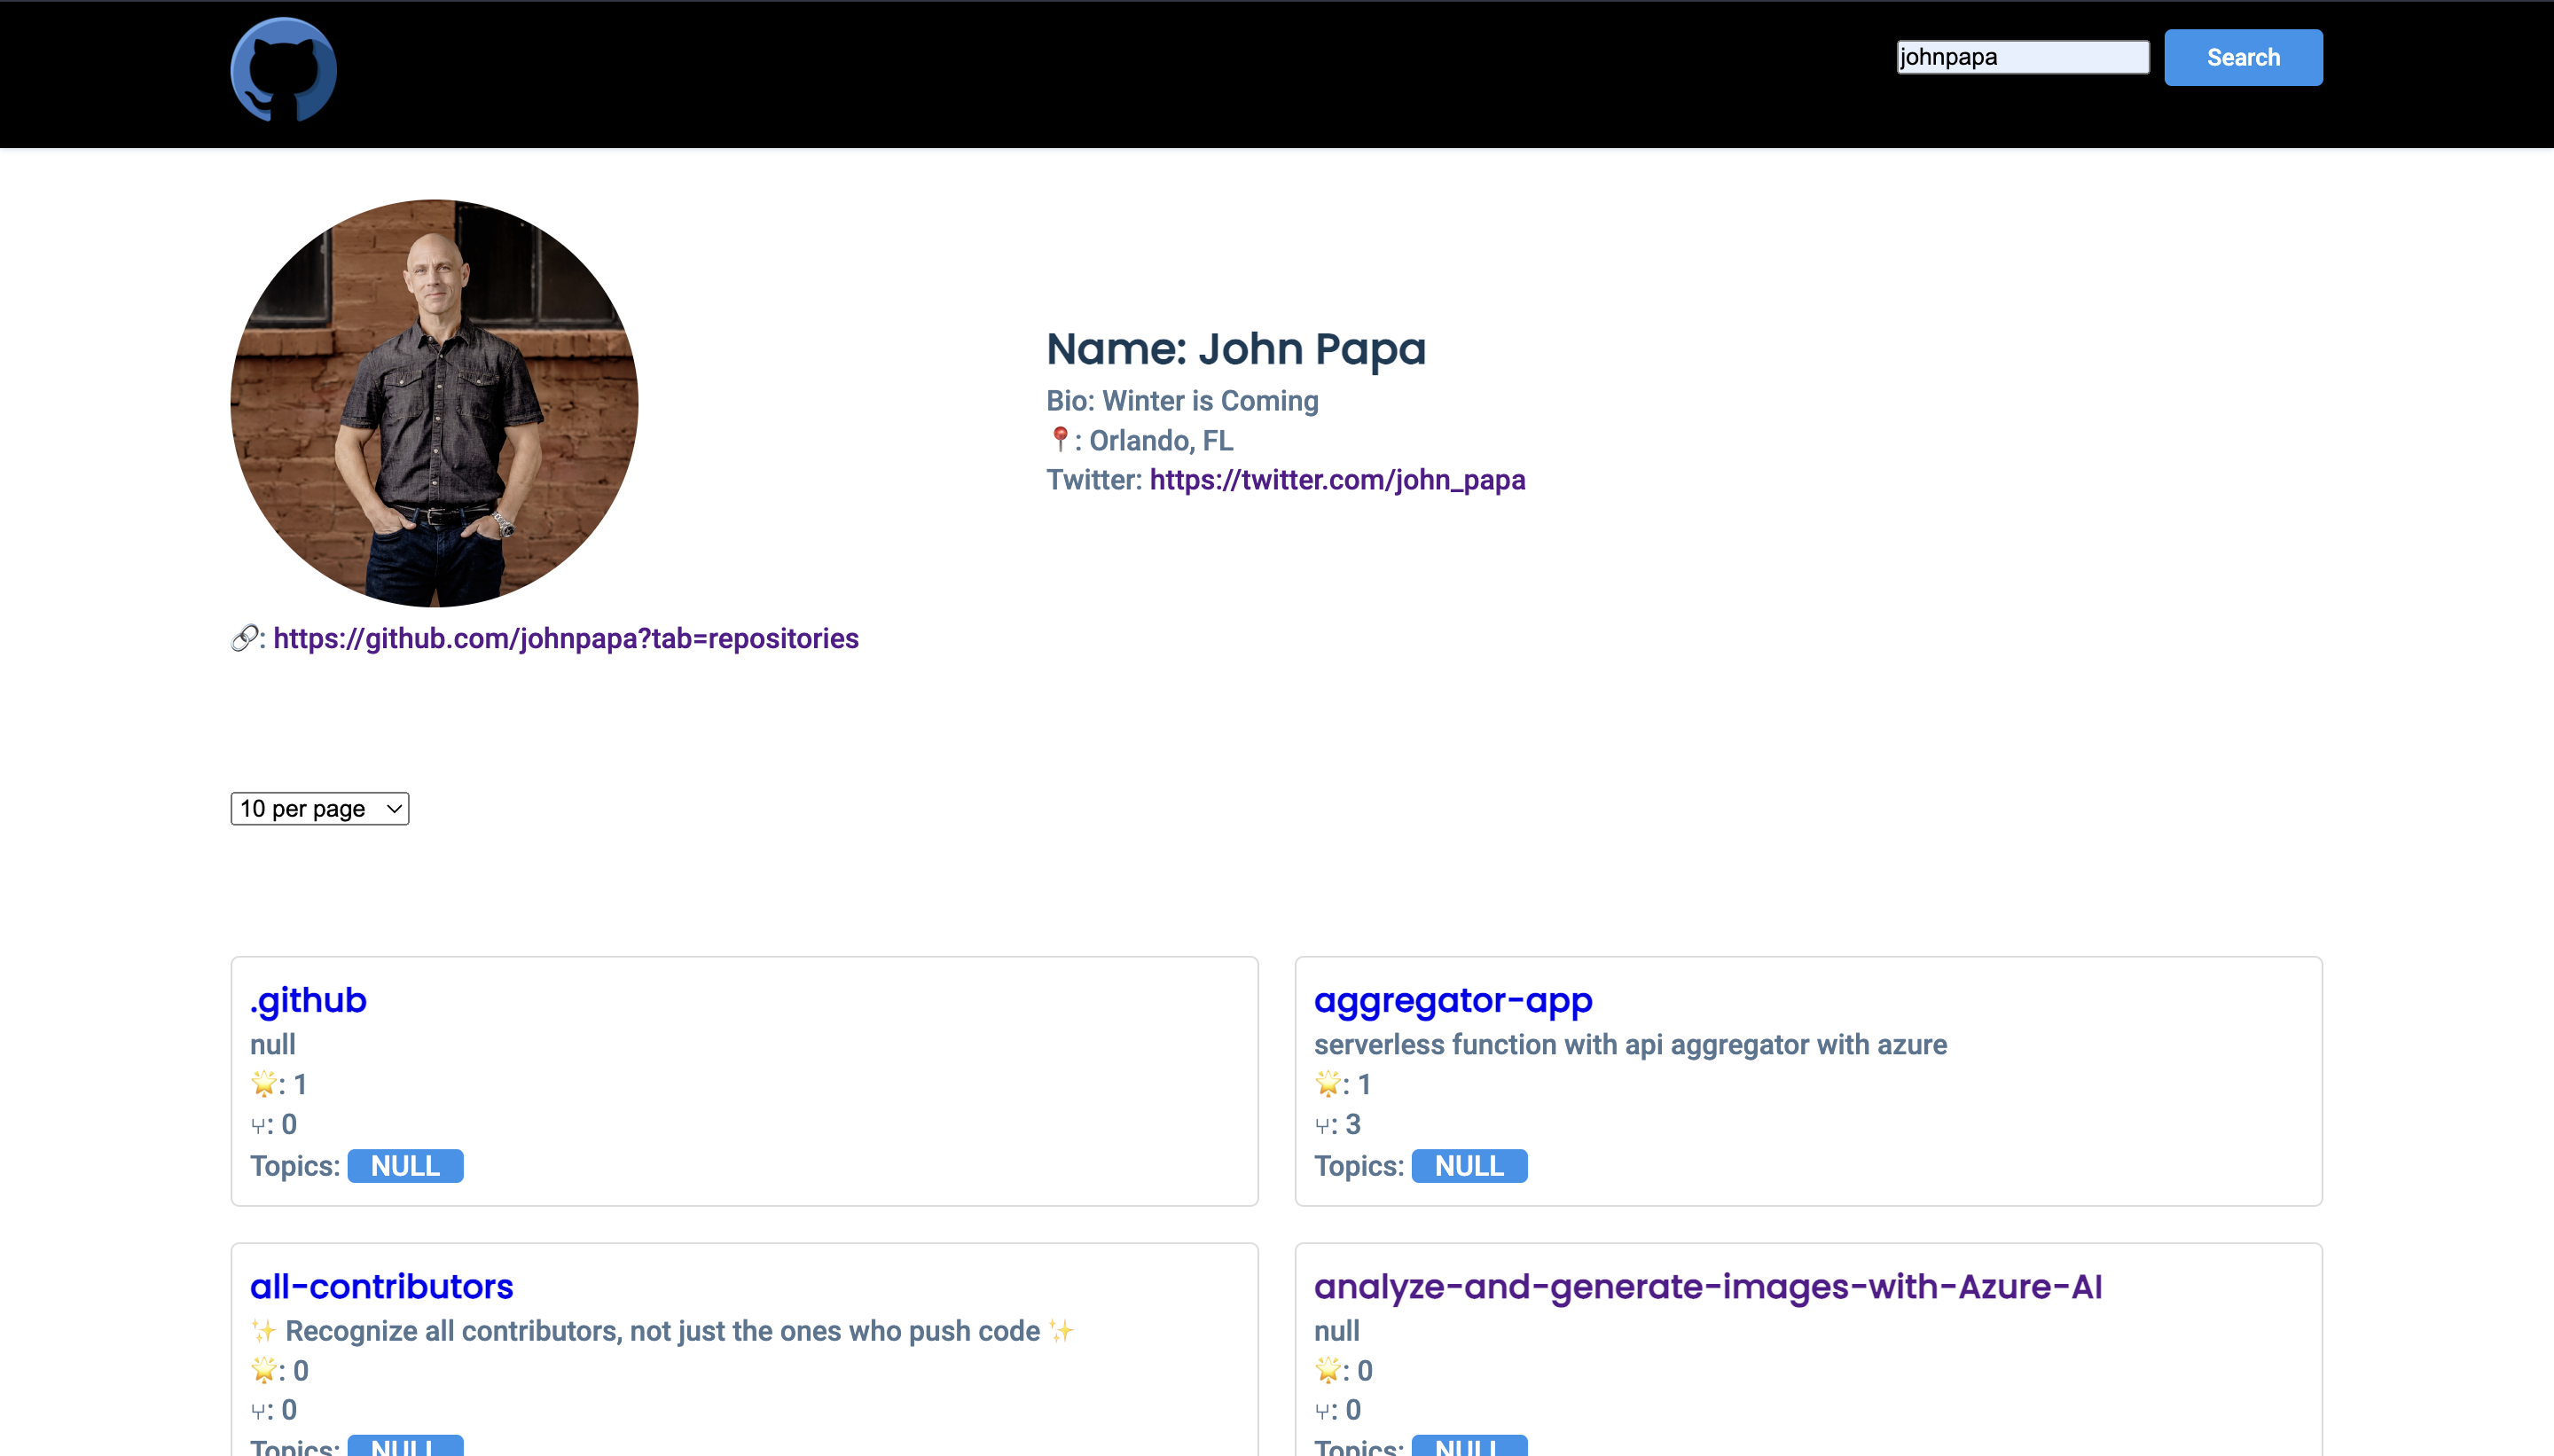 johnpapa
Search
Name: John Papa
Bio: Winter is Coming
📍: Orlando, FL
Twitter: https://twitter.com/john_papa
🔗: https://github.com/johnpapa?tab=repositories
10 per page
.github
null
🌟: 1
⑂: 0
Topics: NULL
aggregator-app
serverless function with api aggregator with azure
🌟: 1
⑂: 3
Topics: NULL
all-contributors
✨ Recognize all contributors, not just the ones who push code ✨
🌟: 0
⑂: 0
Topics: NULL
analyze-and-generate-images-with-Azure-AI
null
🌟: 0
⑂: 0
Topics: NULL